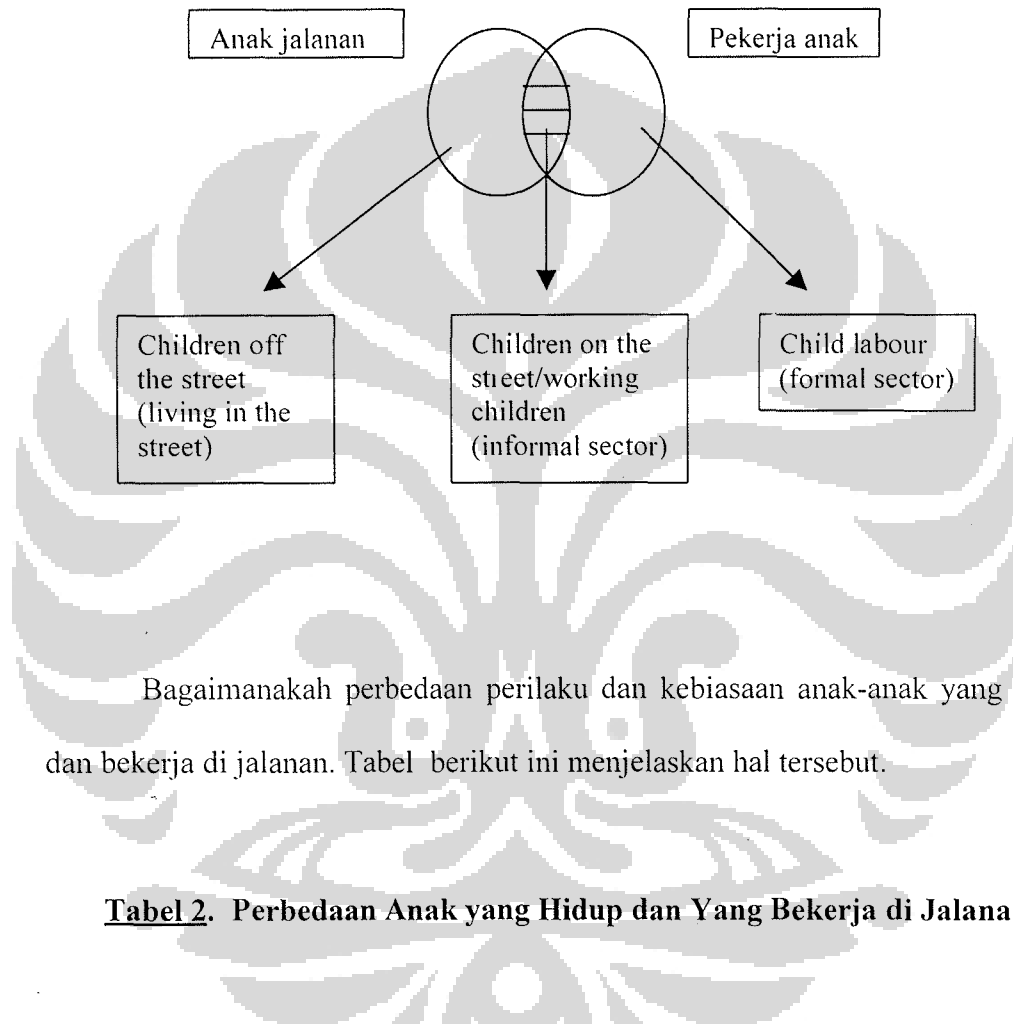 Anak jalanan
Pekerja anak
Children off
the street
(living in the
street)
Children on the
street/working
children
(informal sector)
Child labour
(formal sector)
Bagaimanakah perbedaan perilaku dan kebiasaan anak-anak yang
dan bekerja di jalanan. Tabel berikut ini menjelaskan hal tersebut.
Tabel 2. Perbedaan Anak yang Hidup dan Yang Bekerja di Jalana